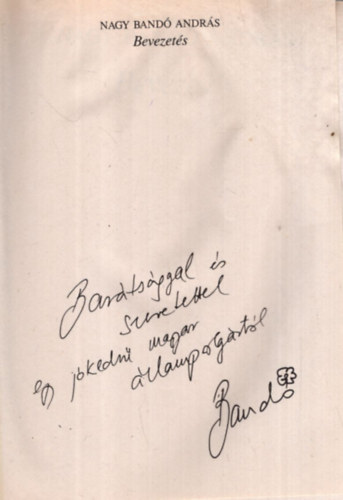 NAGY BANDÓ ANDRÁS
Bevezetés
Barátsággal és
szeretettel
egy jókedvű magyar
állampolgártól
Bandó